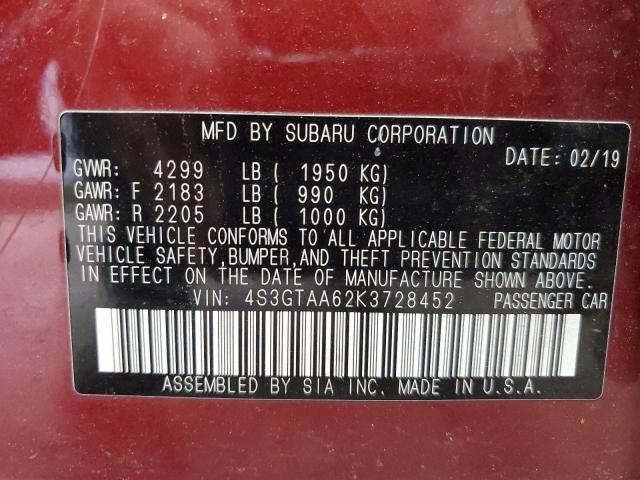 MFD BY SUBARU CORPORATION
DATE: 02/19
GVWR: 4299 LB ( 1950 KG)
GAWR: F 2183 LB ( 990 KG)
GAWR: R 2205 LB ( 1000 KG)
THIS VEHICLE CONFORMS TO ALL APPLICABLE FEDERAL MOTOR
VEHICLE SAFETY,BUMPER,AND THEFT PREVENTION STANDARDS
IN EFFECT ON THE DATE OF MANUFACTURE SHOWN ABOVE.
VIN: 4S3GTAA62K3728452 PASSENGER CAR
ASSEMBLED BY SIA INC. MADE IN U.S.A.